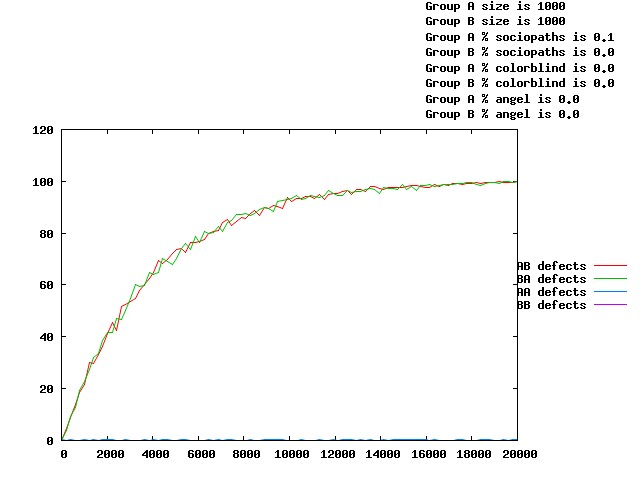 Group A size is 1000
Group B size is 1000
Group A % sociopaths is 0.1
Group B % sociopaths is 0.0
Group A % colorblind is 0.0
Group B % colorblind is 0.0
Group A % angel is 0.0
Group B % angel is 0.0
120
100
80
60
40
20
0
0 2000 4000 6000 8000 10000 12000 14000 16000 18000 20000
AB defects
BA defects
AA defects
BB defects